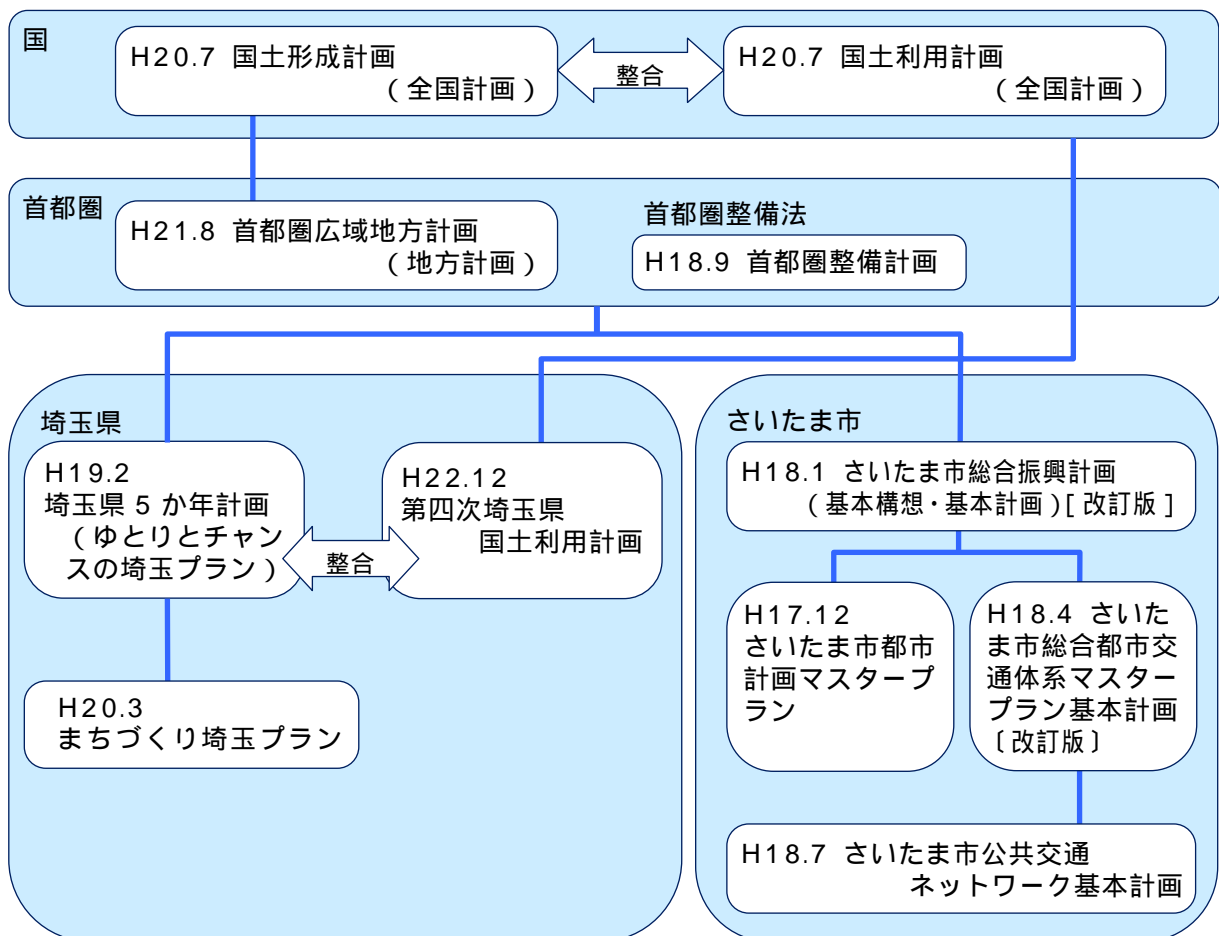 国
H20.7 国土形成計画
(全国計画)
整合
H20.7 国土利用計画
(全国計画)
首都圏
H21.8 首都圏広域地方計画
(地方計画)
首都圏整備法
H18.9 首都圏整備計画
埼玉県
H19.2
埼玉県 5 か年計画
(ゆとりとチャン
スの埼玉プラン)
整合
H22.12
第四次埼玉県
国土利用計画
H20.3
まちづくり埼玉プラン
さいたま市
H18.1 さいたま市総合振興計画
(基本構想・基本計画)[改訂版]
H17.12
さいたま市都市
計画マスタープ
ラン
H18.4 さいた
ま市総合都市交
通体系マスター
プラン基本計画
〔改訂版〕
H18.7 さいたま市公共交通
ネットワーク基本計画